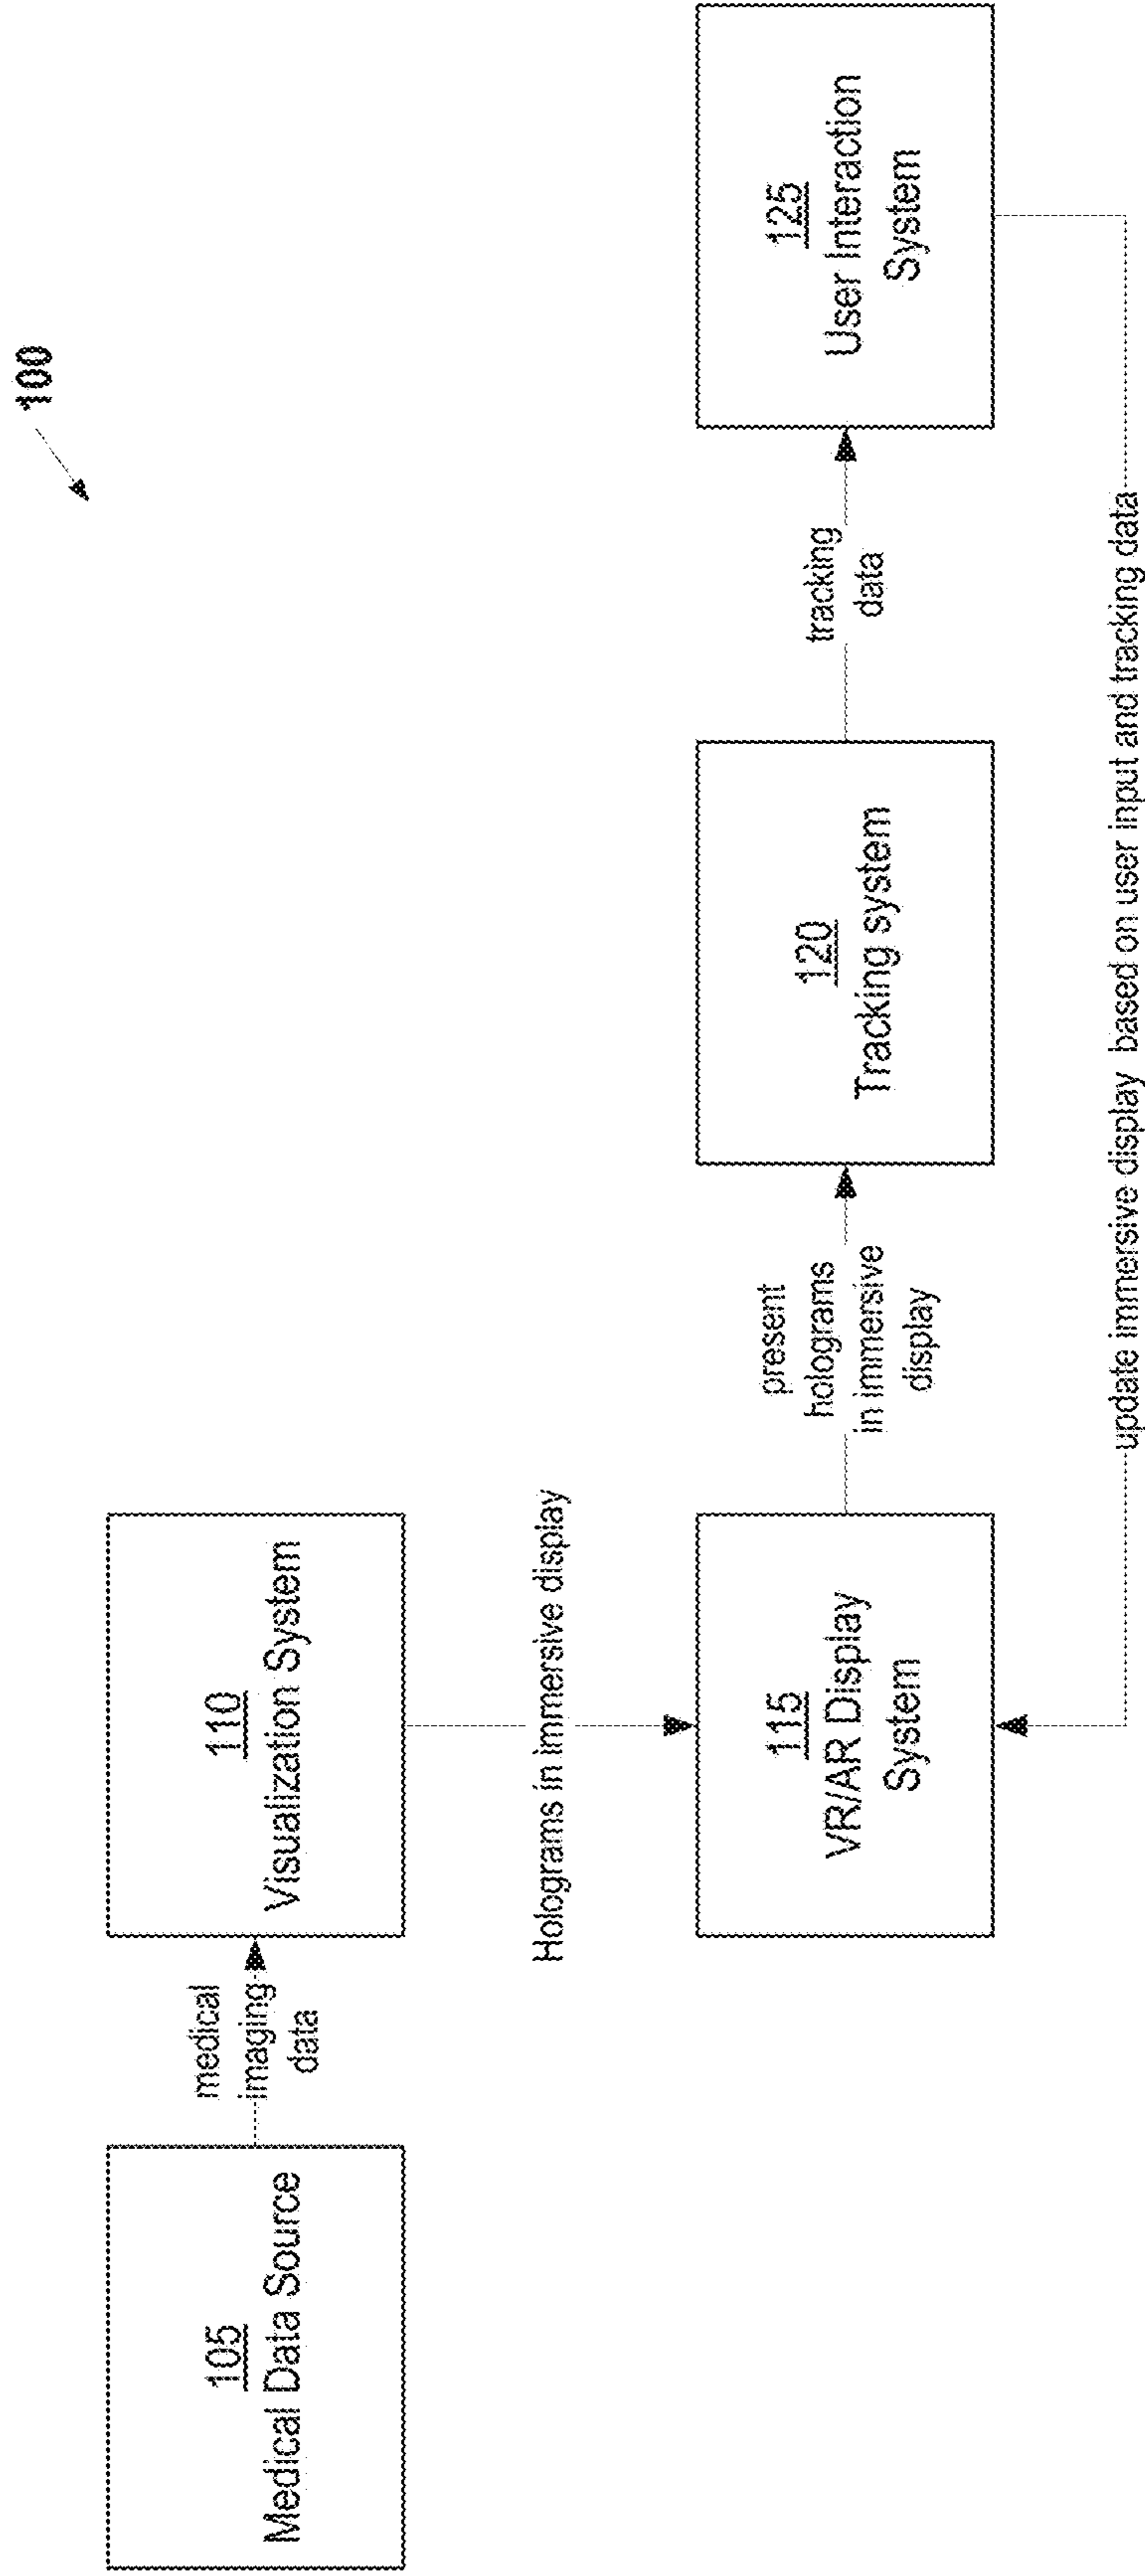 100
105
Medical Data Source
medical
imaging
data
110
Visualization System
Holograms in immersive display
115
VR/AR Display
System
present
holograms
in immersive
display
120
Tracking system
tracking
data
125
User Interaction
System
update immersive display based on user input and tracking data